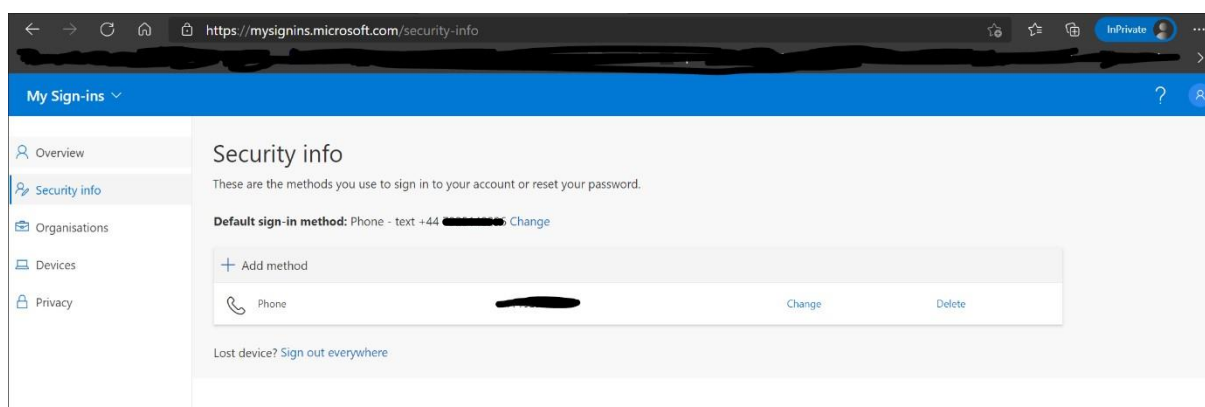 https://mysignins.microsoft.com/security-info
InPrivate
My Sign-ins
?
Overview
Security info
Organisations
Devices
Privacy
Security info
These are the methods you use to sign in to your account or reset your password.
Default sign-in method: Phone - text +44 Change
+ Add method
Phone Change Delete
Lost device? Sign out everywhere